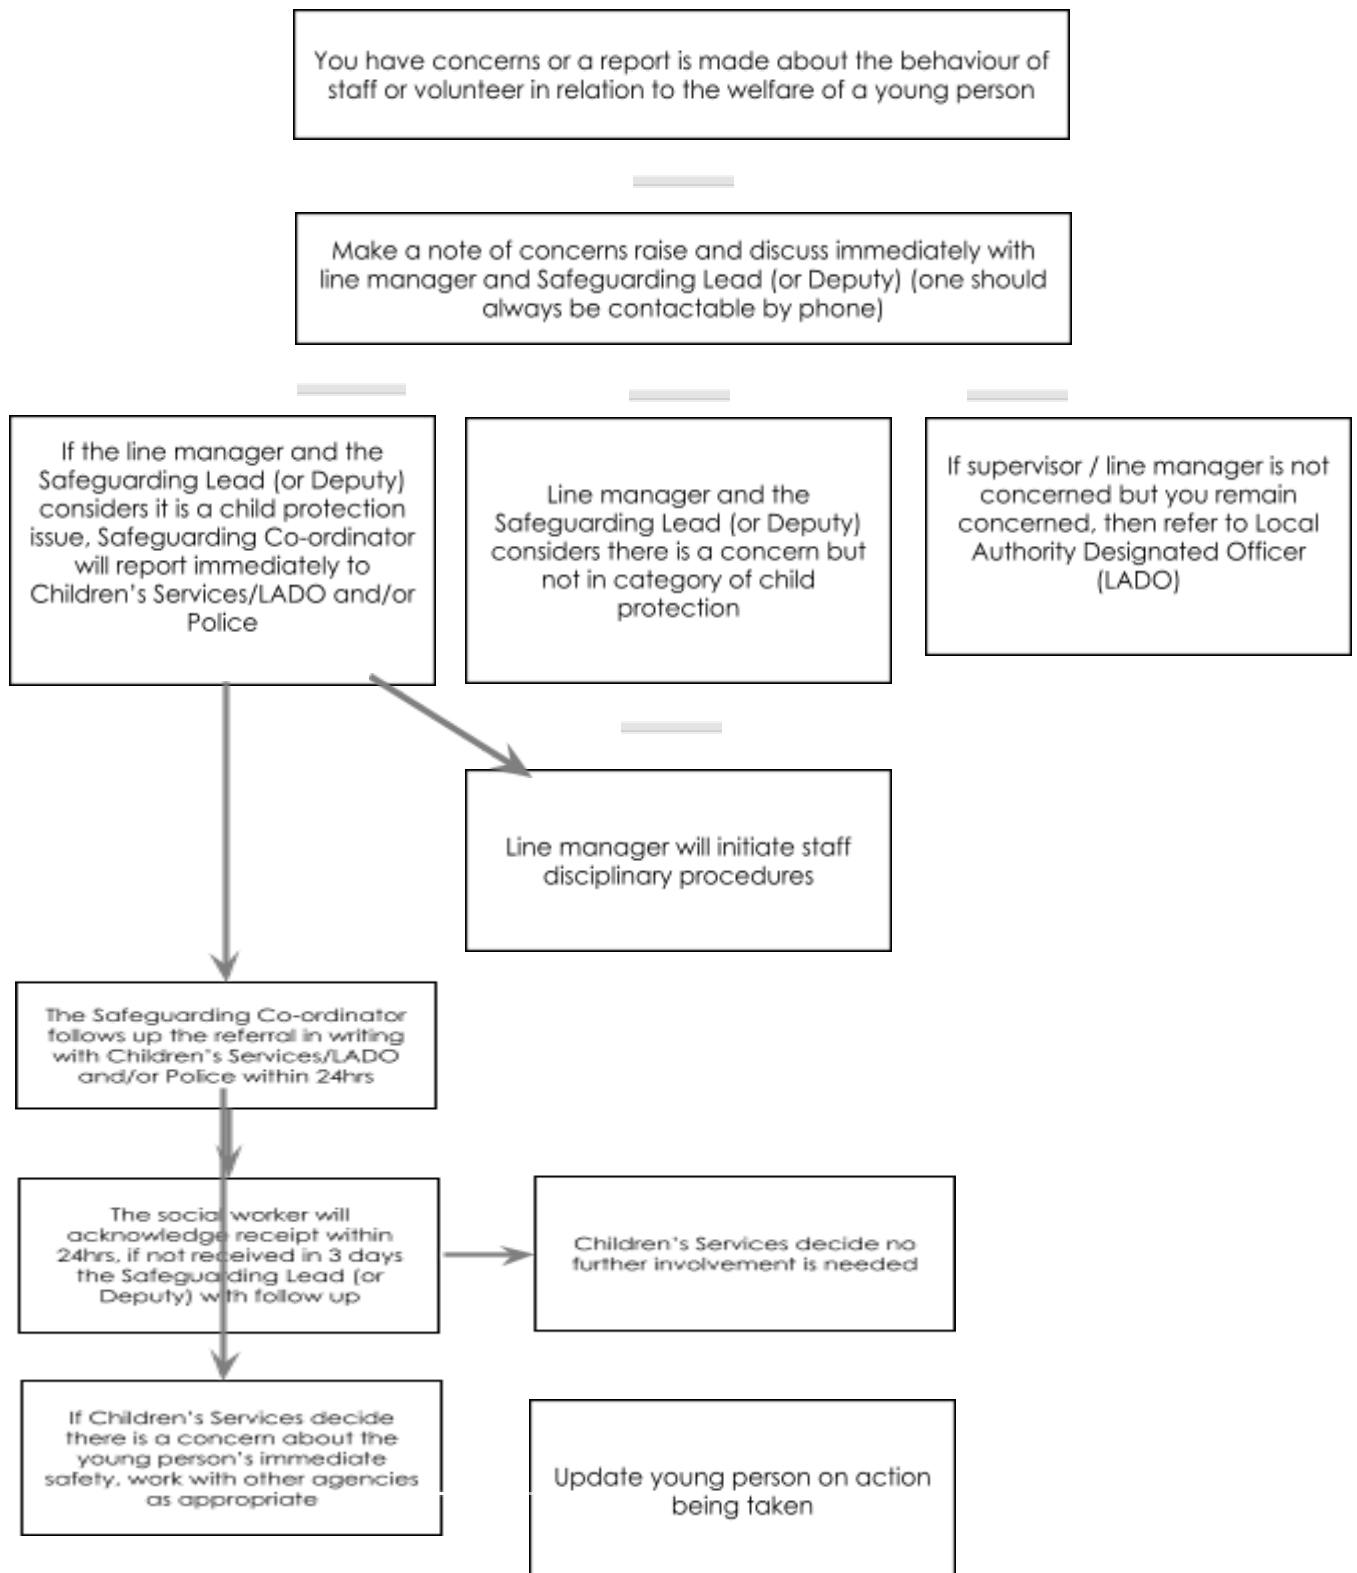 You have concerns or a report is made about the behaviour of
staff or volunteer in relation to the welfare of a young person
Make a note of concerns raise and discuss immediately with
line manager and Safeguarding Lead (or Deputy) (one should
always be contactable by phone)
If the line manager and the
Safeguarding Lead (or Deputy)
considers it is a child protection
issue, Safeguarding Co-ordinator
will report immediately to
Children's Services/LADO and/or
Police
Line manager and the
Safeguarding Lead (or Deputy)
considers there is a concern but
not in category of child
protection
If supervisor / line manager is not
concerned but you remain
concerned, then refer to Local
Authority Designated Officer
(LADO)
Line manager will initiate staff
disciplinary procedures
The Safeguarding Co-ordinator
follows up the referral in writing
with Children's Services/LADO
and/or Police within 24hrs
The social worker will
acknowledge receipt within
24hrs, if not received in 3 days
the Safeguarding Lead (or
Deputy) with follow up
Children's Services decide no
further involvement is needed
If Children's Services decide
there is a concern about the
young person's immediate
safety, work with other agencies
as appropriate
Update young person on action
being taken